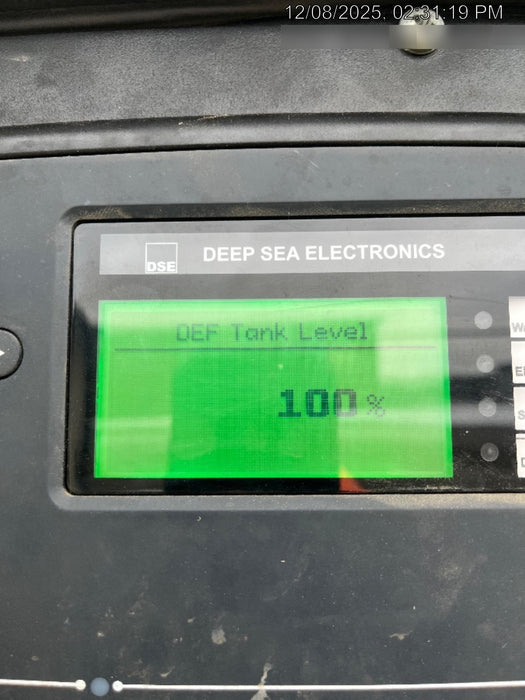 12/08/2025, 02:31:19 PM
DSE
DEEP SEA ELECTRONICS
DEF Tank Level
100%